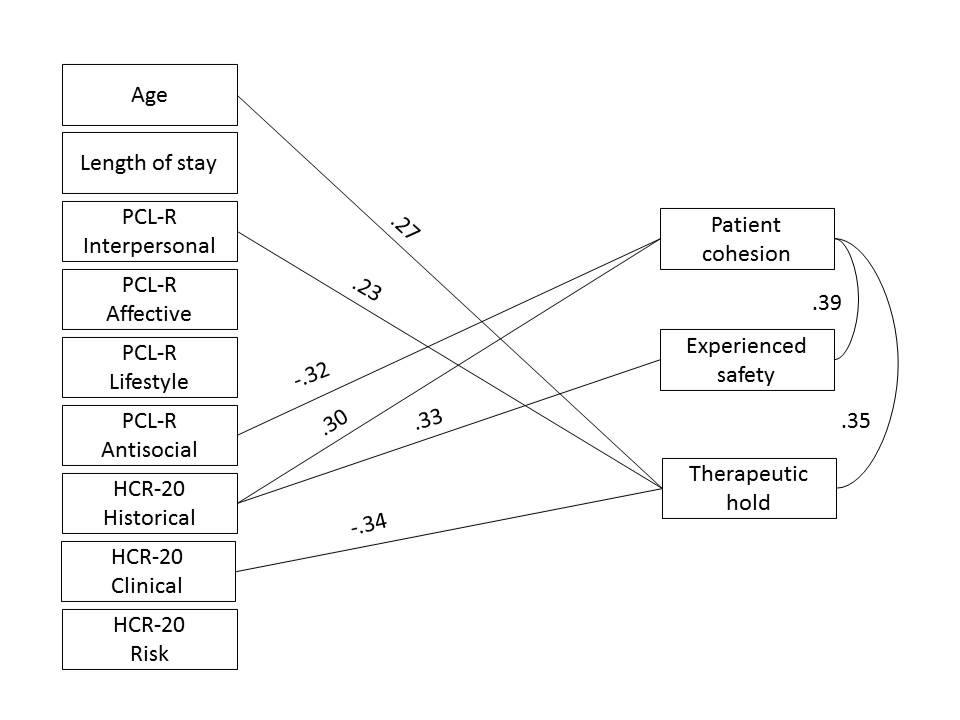 Age
Length of stay
PCL-R
Interpersonal
PCL-R
Affective
PCL-R
Lifestyle
PCL-R
Antisocial
HCR-20
Historical
HCR-20
Clinical
HCR-20
Risk
.27
.23
-.32
.30
.33
-.34
Patient
cohesion
Experienced
safety
Therapeutic
hold
.39
.35